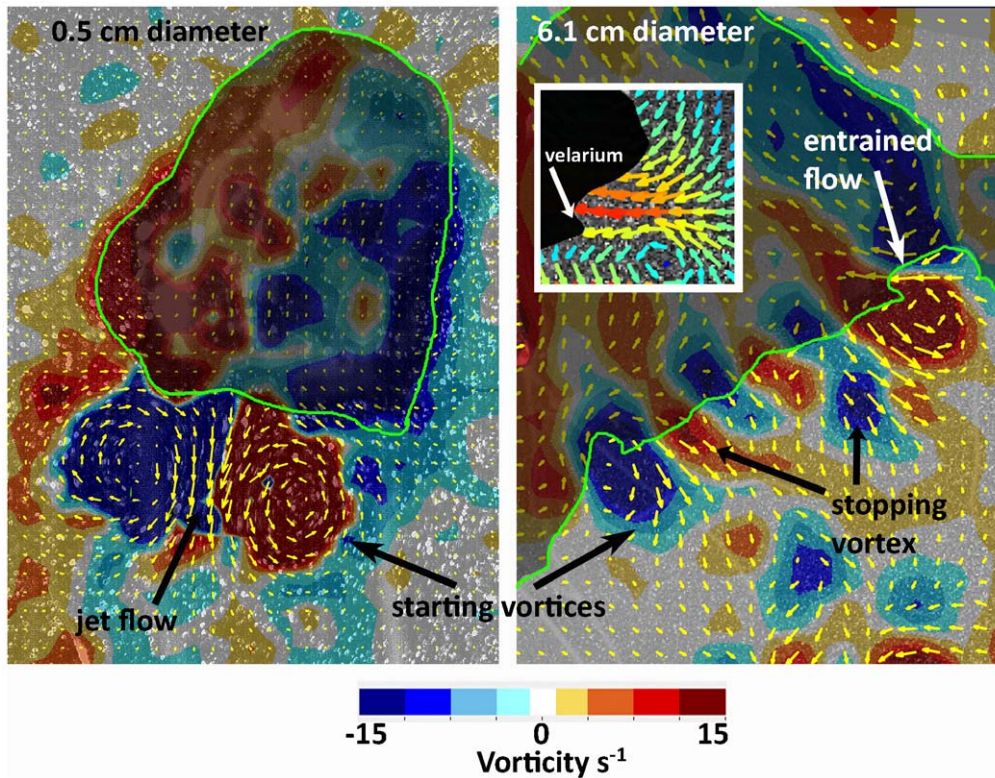 0.5 cm diameter
jet flow
starting vortices
6.1 cm diameter
velarium
entrained
flow
stopping
vortex
-15
0
15
Vorticity s-1